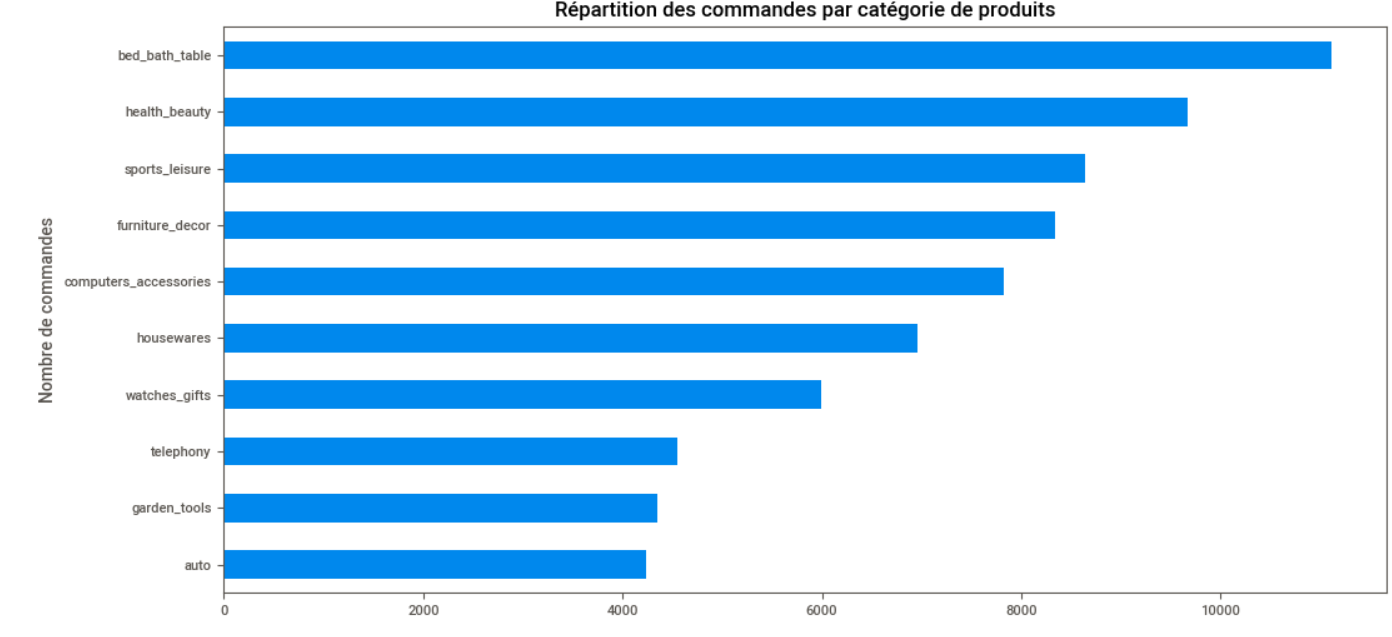 Répartition des commandes par catégorie de produits
Nombre de commandes
bed_bath_table
health_beauty
sports_leisure
furniture_decor
computers_accessories
housewares
watches_gifts
telephony
garden_tools
auto
0 2000 4000 6000 8000 10000